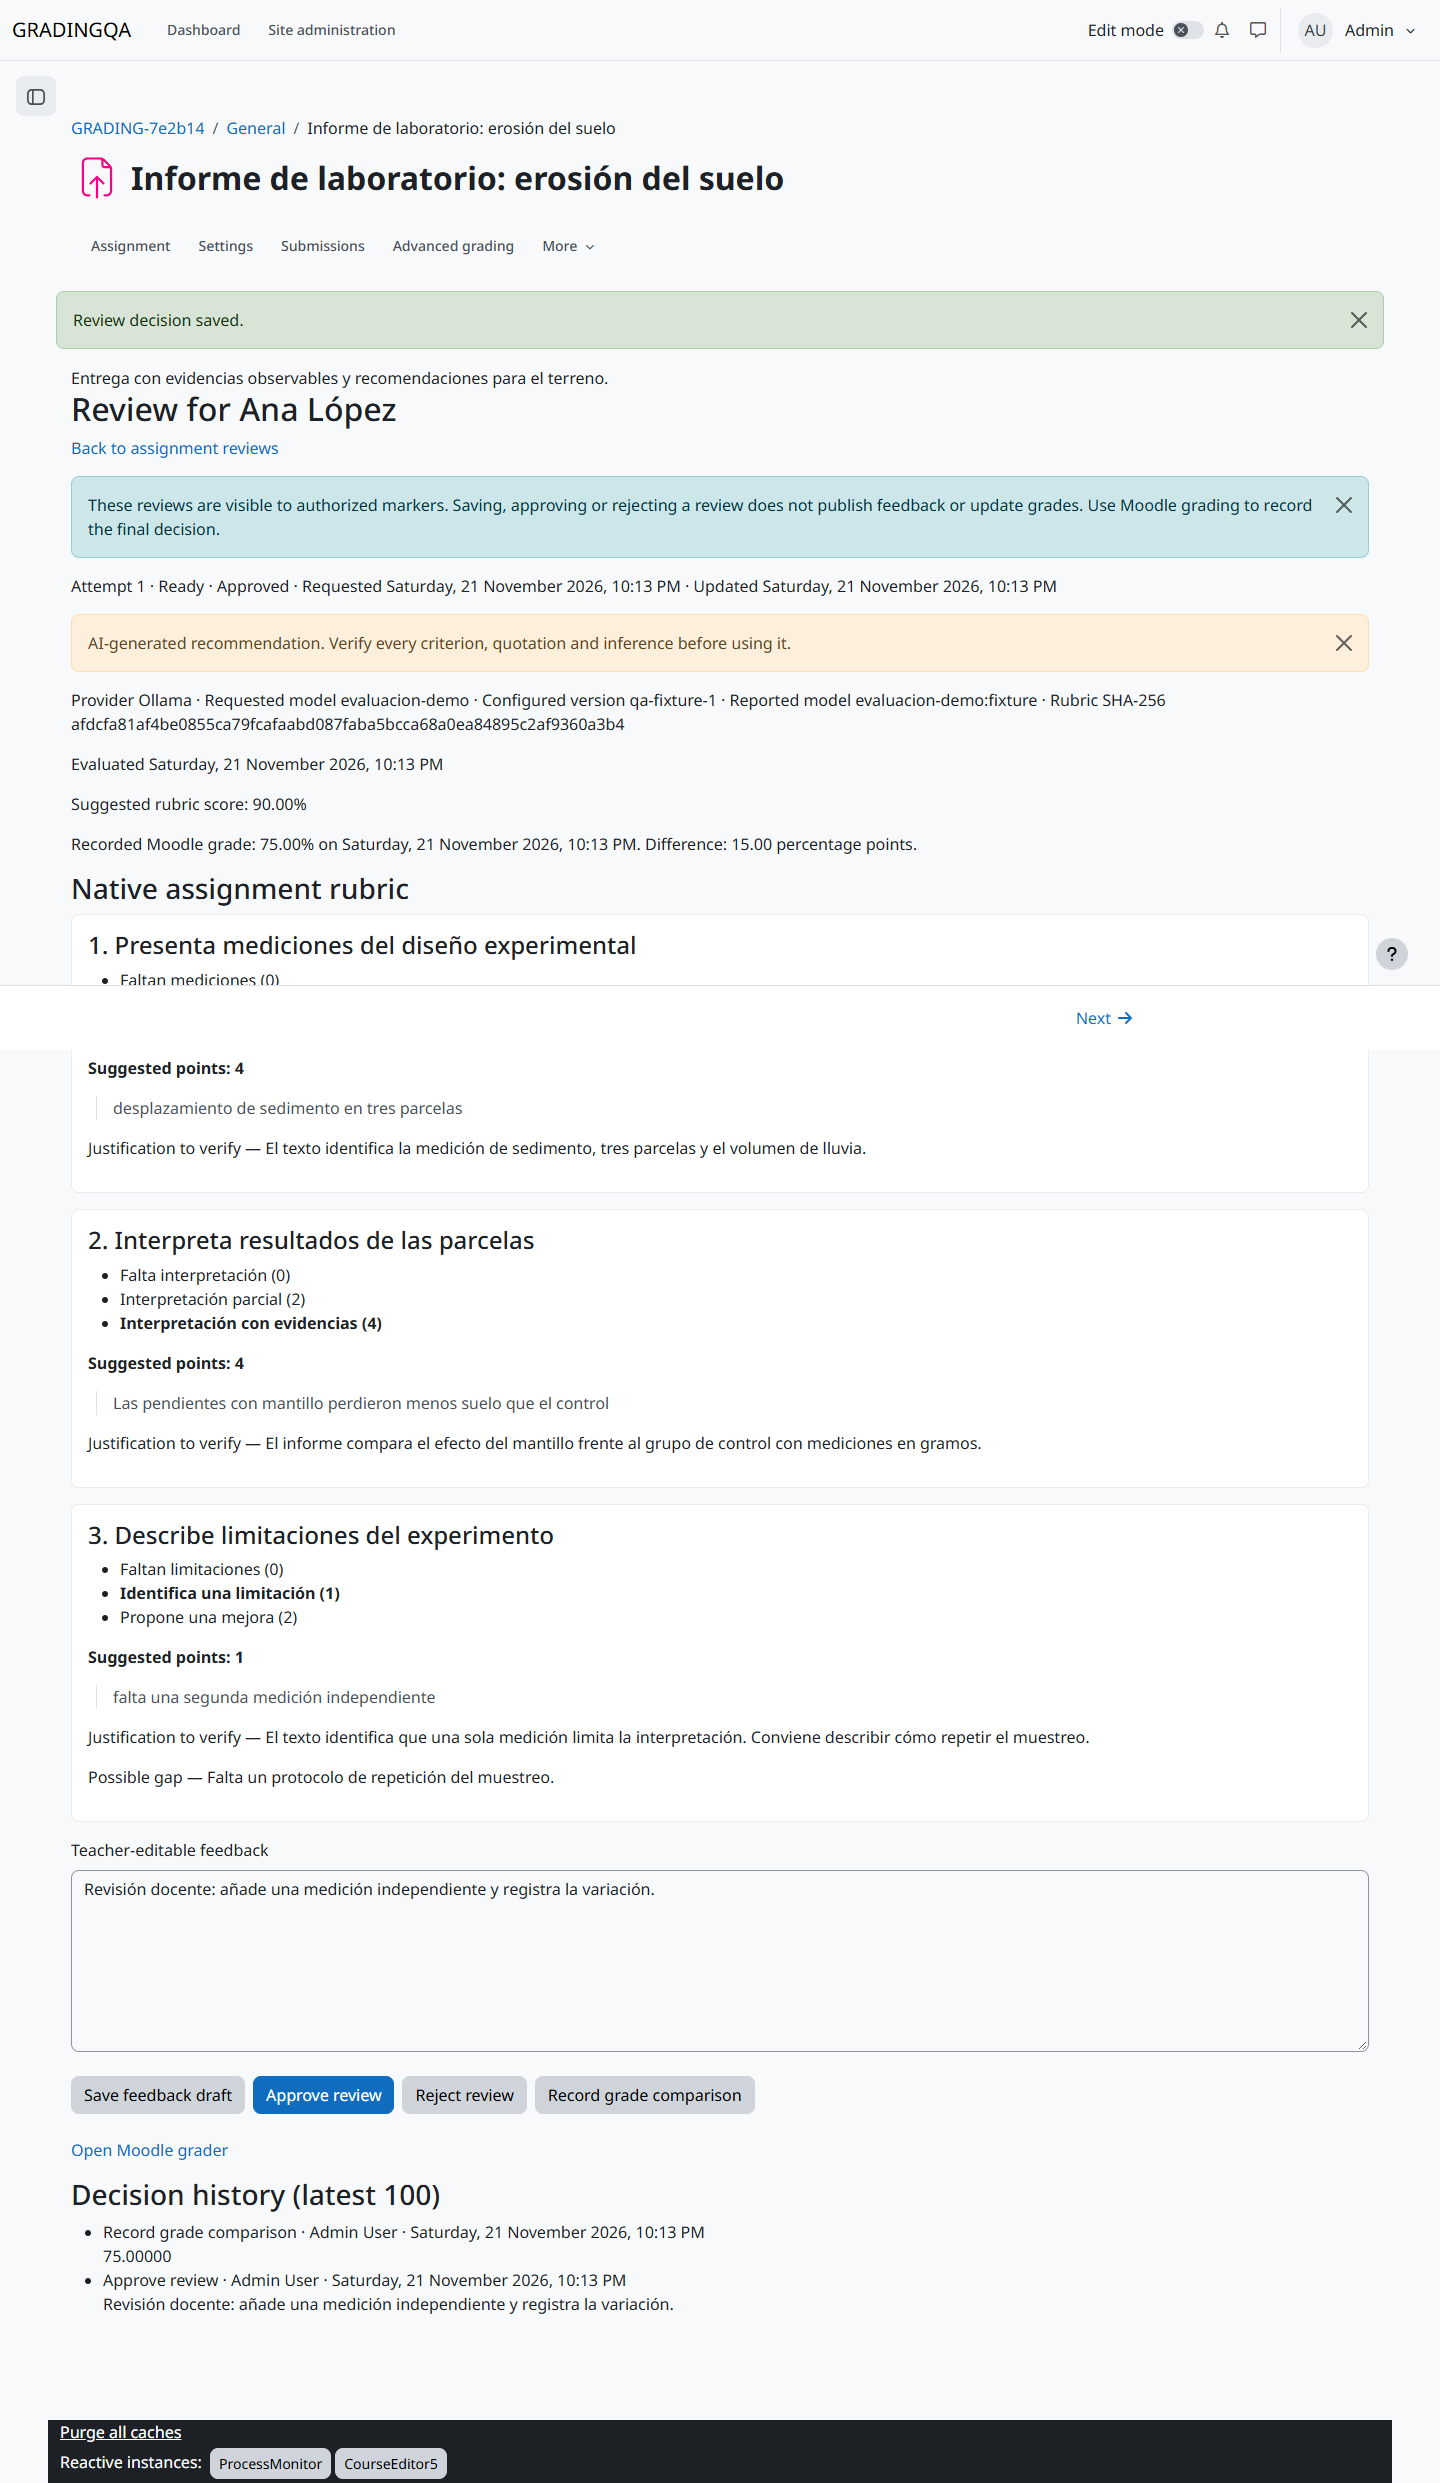 GRADINGQA
Dashboard
Site administration
Edit mode
AU
Admin
GRADING-7e2b14 / General / Informe de laboratorio: erosión del suelo
Informe de laboratorio: erosión del suelo
Assignment
Settings
Submissions
Advanced grading
More
Review decision saved.
Entrega con evidencias observables y recomendaciones para el terreno.
Review for Ana López
Back to assignment reviews
These reviews are visible to authorized markers. Saving, approving or rejecting a review does not publish feedback or update grades. Use Moodle grading to record
the final decision.
Attempt 1 · Ready · Approved · Requested Saturday, 21 November 2026, 10:13 PM · Updated Saturday, 21 November 2026, 10:13 PM
AI-generated recommendation. Verify every criterion, quotation and inference before using it.
Provider Ollama · Requested model evaluacion-demo · Configured version qa-fixture-1 · Reported model evaluacion-demo:fixture · Rubric SHA-256
afdcfa81af4be0855ca79fcafaabd087faba5bcca68a0ea84895c2af9360a3b4
Evaluated Saturday, 21 November 2026, 10:13 PM
Suggested rubric score: 90.00%
Recorded Moodle grade: 75.00% on Saturday, 21 November 2026, 10:13 PM. Difference: 15.00 percentage points.
Native assignment rubric
1. Presenta mediciones del diseño experimental
Faltan mediciones (0)
?
Next
Suggested points: 4
desplazamiento de sedimento en tres parcelas
Justification to verify — El texto identifica la medición de sedimento, tres parcelas y el volumen de lluvia.
2. Interpreta resultados de las parcelas
Falta interpretación (0)
Interpretación parcial (2)
Interpretación con evidencias (4)
Suggested points: 4
Las pendientes con mantillo perdieron menos suelo que el control
Justification to verify — El informe compara el efecto del mantillo frente al grupo de control con mediciones en gramos.
3. Describe limitaciones del experimento
Faltan limitaciones (0)
Identifica una limitación (1)
Propone una mejora (2)
Suggested points: 1
falta una segunda medición independiente
Justification to verify — El texto identifica que una sola medición limita la interpretación. Conviene describir cómo repetir el muestreo.
Possible gap — Falta un protocolo de repetición del muestreo.
Teacher-editable feedback
Revisión docente: añade una medición independiente y registra la variación.
Save feedback draft
Approve review
Reject review
Record grade comparison
Open Moodle grader
Decision history (latest 100)
Record grade comparison · Admin User · Saturday, 21 November 2026, 10:13 PM
75.00000
Approve review · Admin User · Saturday, 21 November 2026, 10:13 PM
Revisión docente: añade una medición independiente y registra la variación.
Purge all caches
Reactive instances:
ProcessMonitor
CourseEditor5